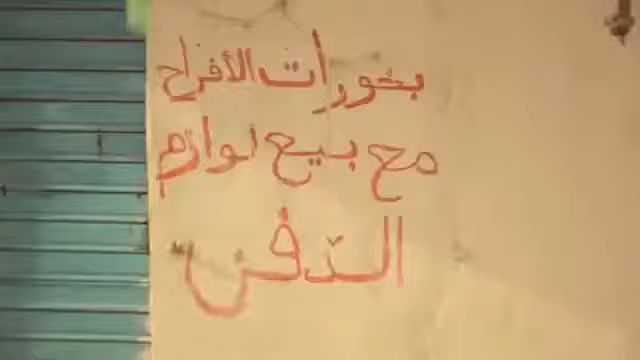 بخورات الأفراح
مع بيع لوازم
الدفن